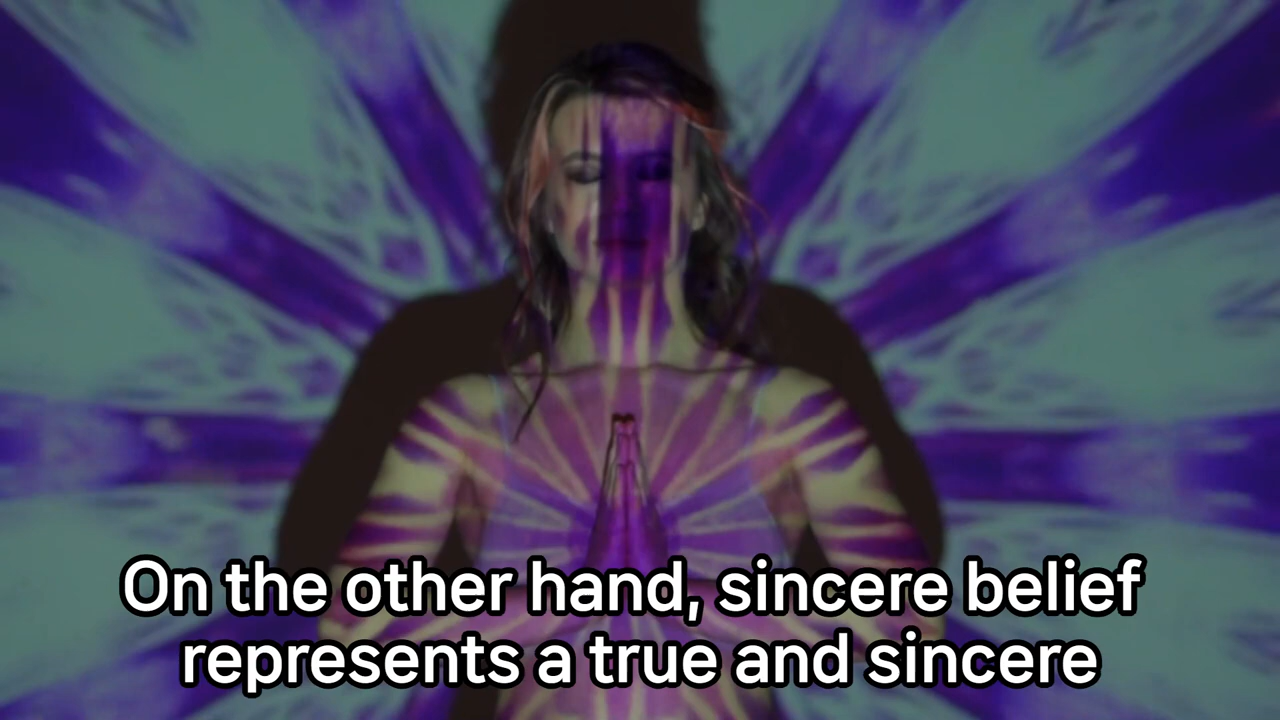 On the other hand, sincere belief
represents a true and sincere